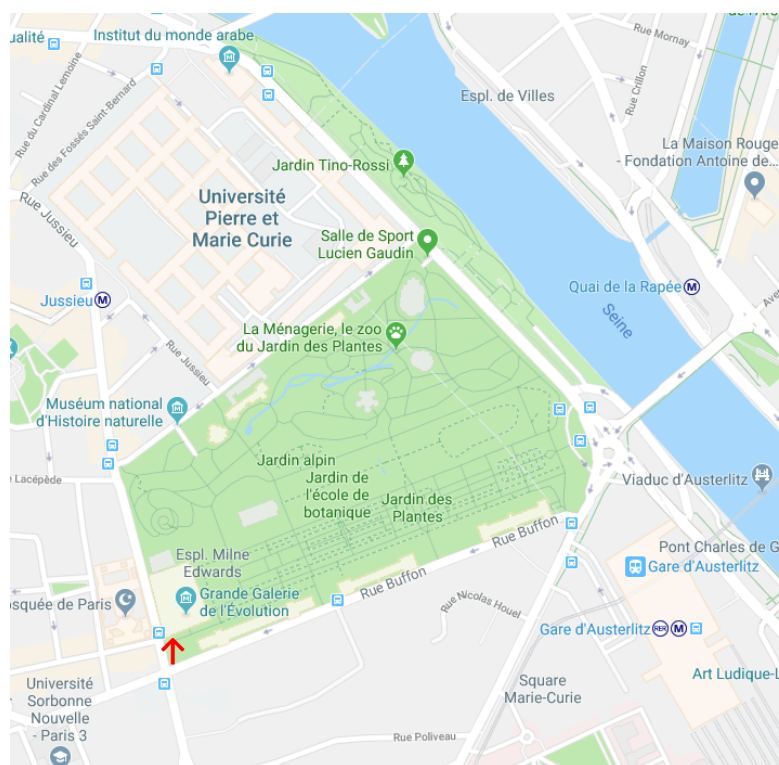 Institut du monde arabe
Rue Mornay
Rue du Cardinal Lemoine
Rue des Fossés Saint-Bernard
Espl. de Villes
Rue Crillon
La Maison Rouge
- Fondation Antoine de...
Jardin Tino-Rossi
Université
Pierre et
Marie Curie
Rue Jussieu
Salle de Sport
Lucien Gaudin
Jussieu M
Quai de la Rapée M
Seine
La Ménagerie, le zoo
du Jardin des Plantes
Rue Jussieu
Muséum national
d'Histoire naturelle
Jardin alpin
Jardin de
l'école de
botanique
Jardin des
Plantes
e Lacépède
Viaduc d'Austerlitz
Rue Buffon
Pont Charles de G
Gare d'Austerlitz
Espl. Milne
Edwards
Grande Galerie
de l'Évolution
Rue Buffon
osquée de Paris
Rue Nicolas Houel
Gare d'Austerlitz RER M
Université
Sorbonne
Nouvelle
- Paris 3
Square
Marie-Curie
Art Ludique-L
Rue Poliveau